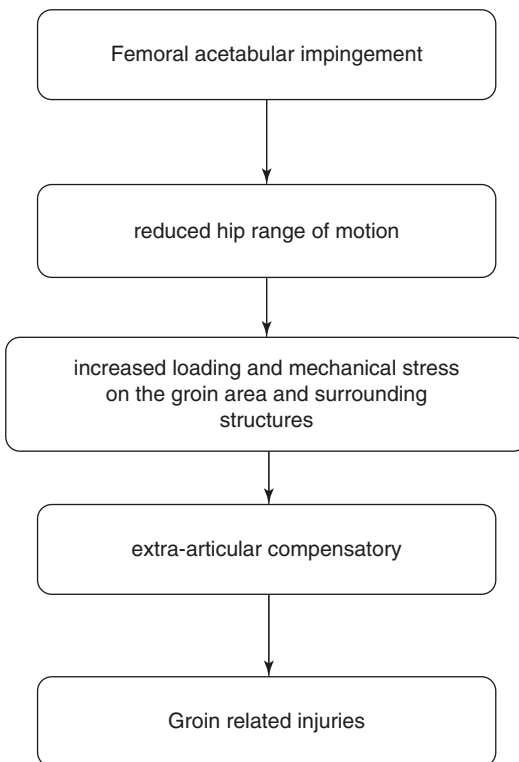 Femoral acetabular impingement
reduced hip range of motion
increased loading and mechanical stress
on the groin area and surrounding
structures
extra-articular compensatory
Groin related injuries